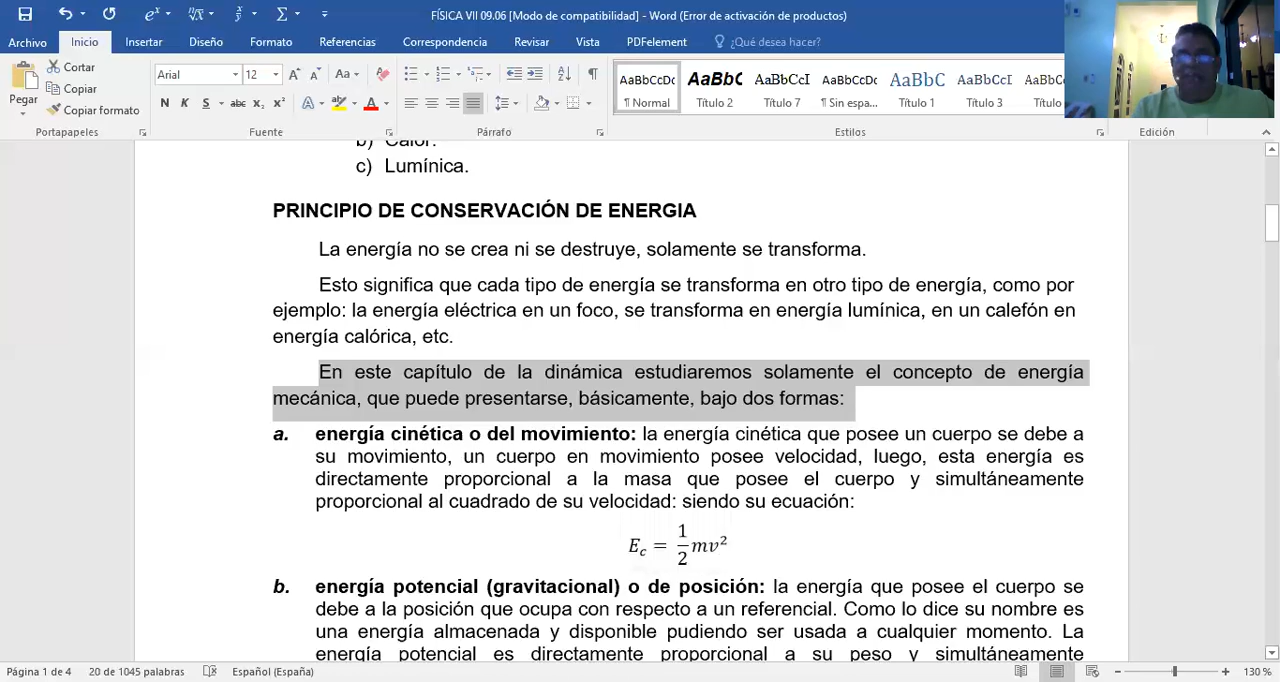 FÍSICA VII 09.06 [Modo de compatibilidad] - Word (Error de activación de productos)
Archivo Inicio Insertar Diseño Formato Referencias Correspondencia Revisar Vista PDFelement ¿Qué desea hacer?
Pegar
Cortar
Copiar
Copiar formato
Arial 12
Normal Título 2 Título 7 Sin espa... Título 1 Título 3 Título
Portapapeles Fuente Párrafo Estilos Edición
b) Calor.
c) Lumínica.
PRINCIPIO DE CONSERVACIÓN DE ENERGIA
La energía no se crea ni se destruye, solamente se transforma.
Esto significa que cada tipo de energía se transforma en otro tipo de energía, como por
ejemplo: la energía eléctrica en un foco, se transforma en energía lumínica, en un calefón en
energía calórica, etc.
En este capítulo de la dinámica estudiaremos solamente el concepto de energía
mecánica, que puede presentarse, básicamente, bajo dos formas:
a. energía cinética o del movimiento: la energía cinética que posee un cuerpo se debe a
su movimiento, un cuerpo en movimiento posee velocidad, luego, esta energía es
directamente proporcional a la masa que posee el cuerpo y simultáneamente
proporcional al cuadrado de su velocidad: siendo su ecuación:
E_c = 1/2 mv²
b. energía potencial (gravitacional) o de posición: la energía que posee el cuerpo se
debe a la posición que ocupa con respecto a un referencial. Como lo dice su nombre es
una energía almacenada y disponible pudiendo ser usada a cualquier momento. La
energía potencial es directamente proporcional a su peso y simultáneamente
Página 1 de 4 20 de 1045 palabras Español (España) 130 %